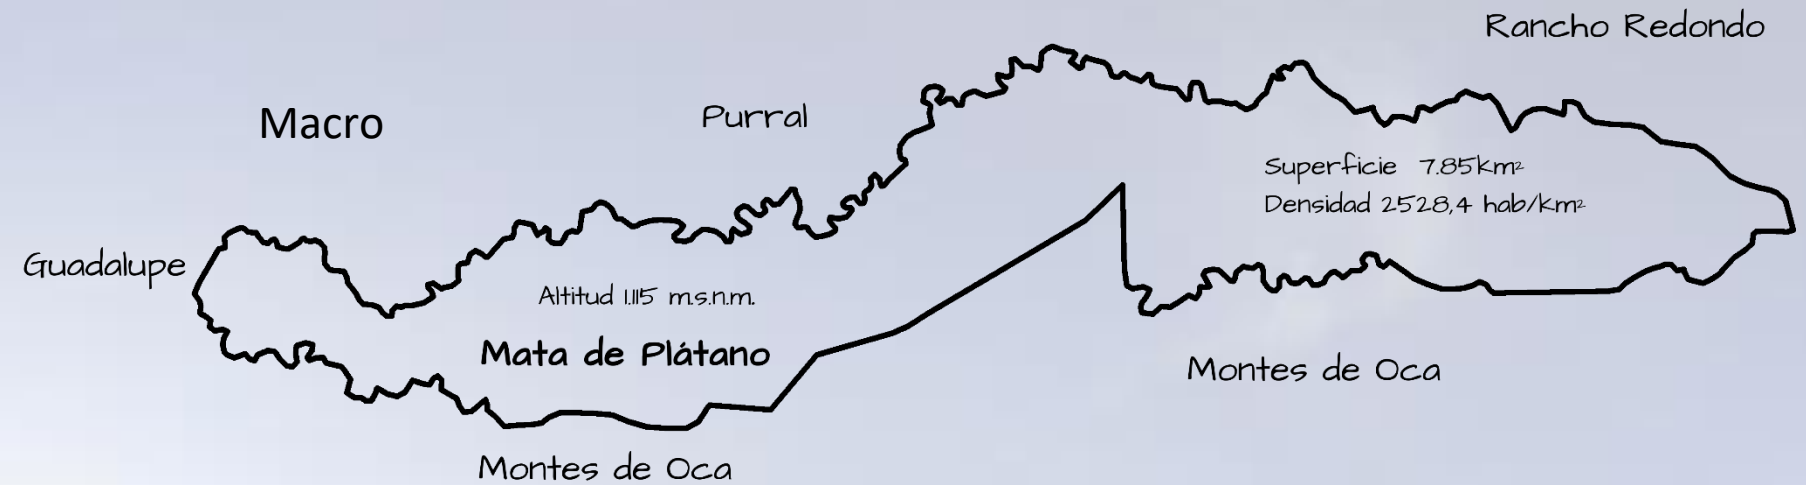 Rancho Redondo
Macro
Purral
Superficie 7.85km²
Densidad 2528,4 hab/km²
Guadalupe
Altitud 1.115 m.s.n.m.
Mata de Plátano
Montes de Oca
Montes de Oca